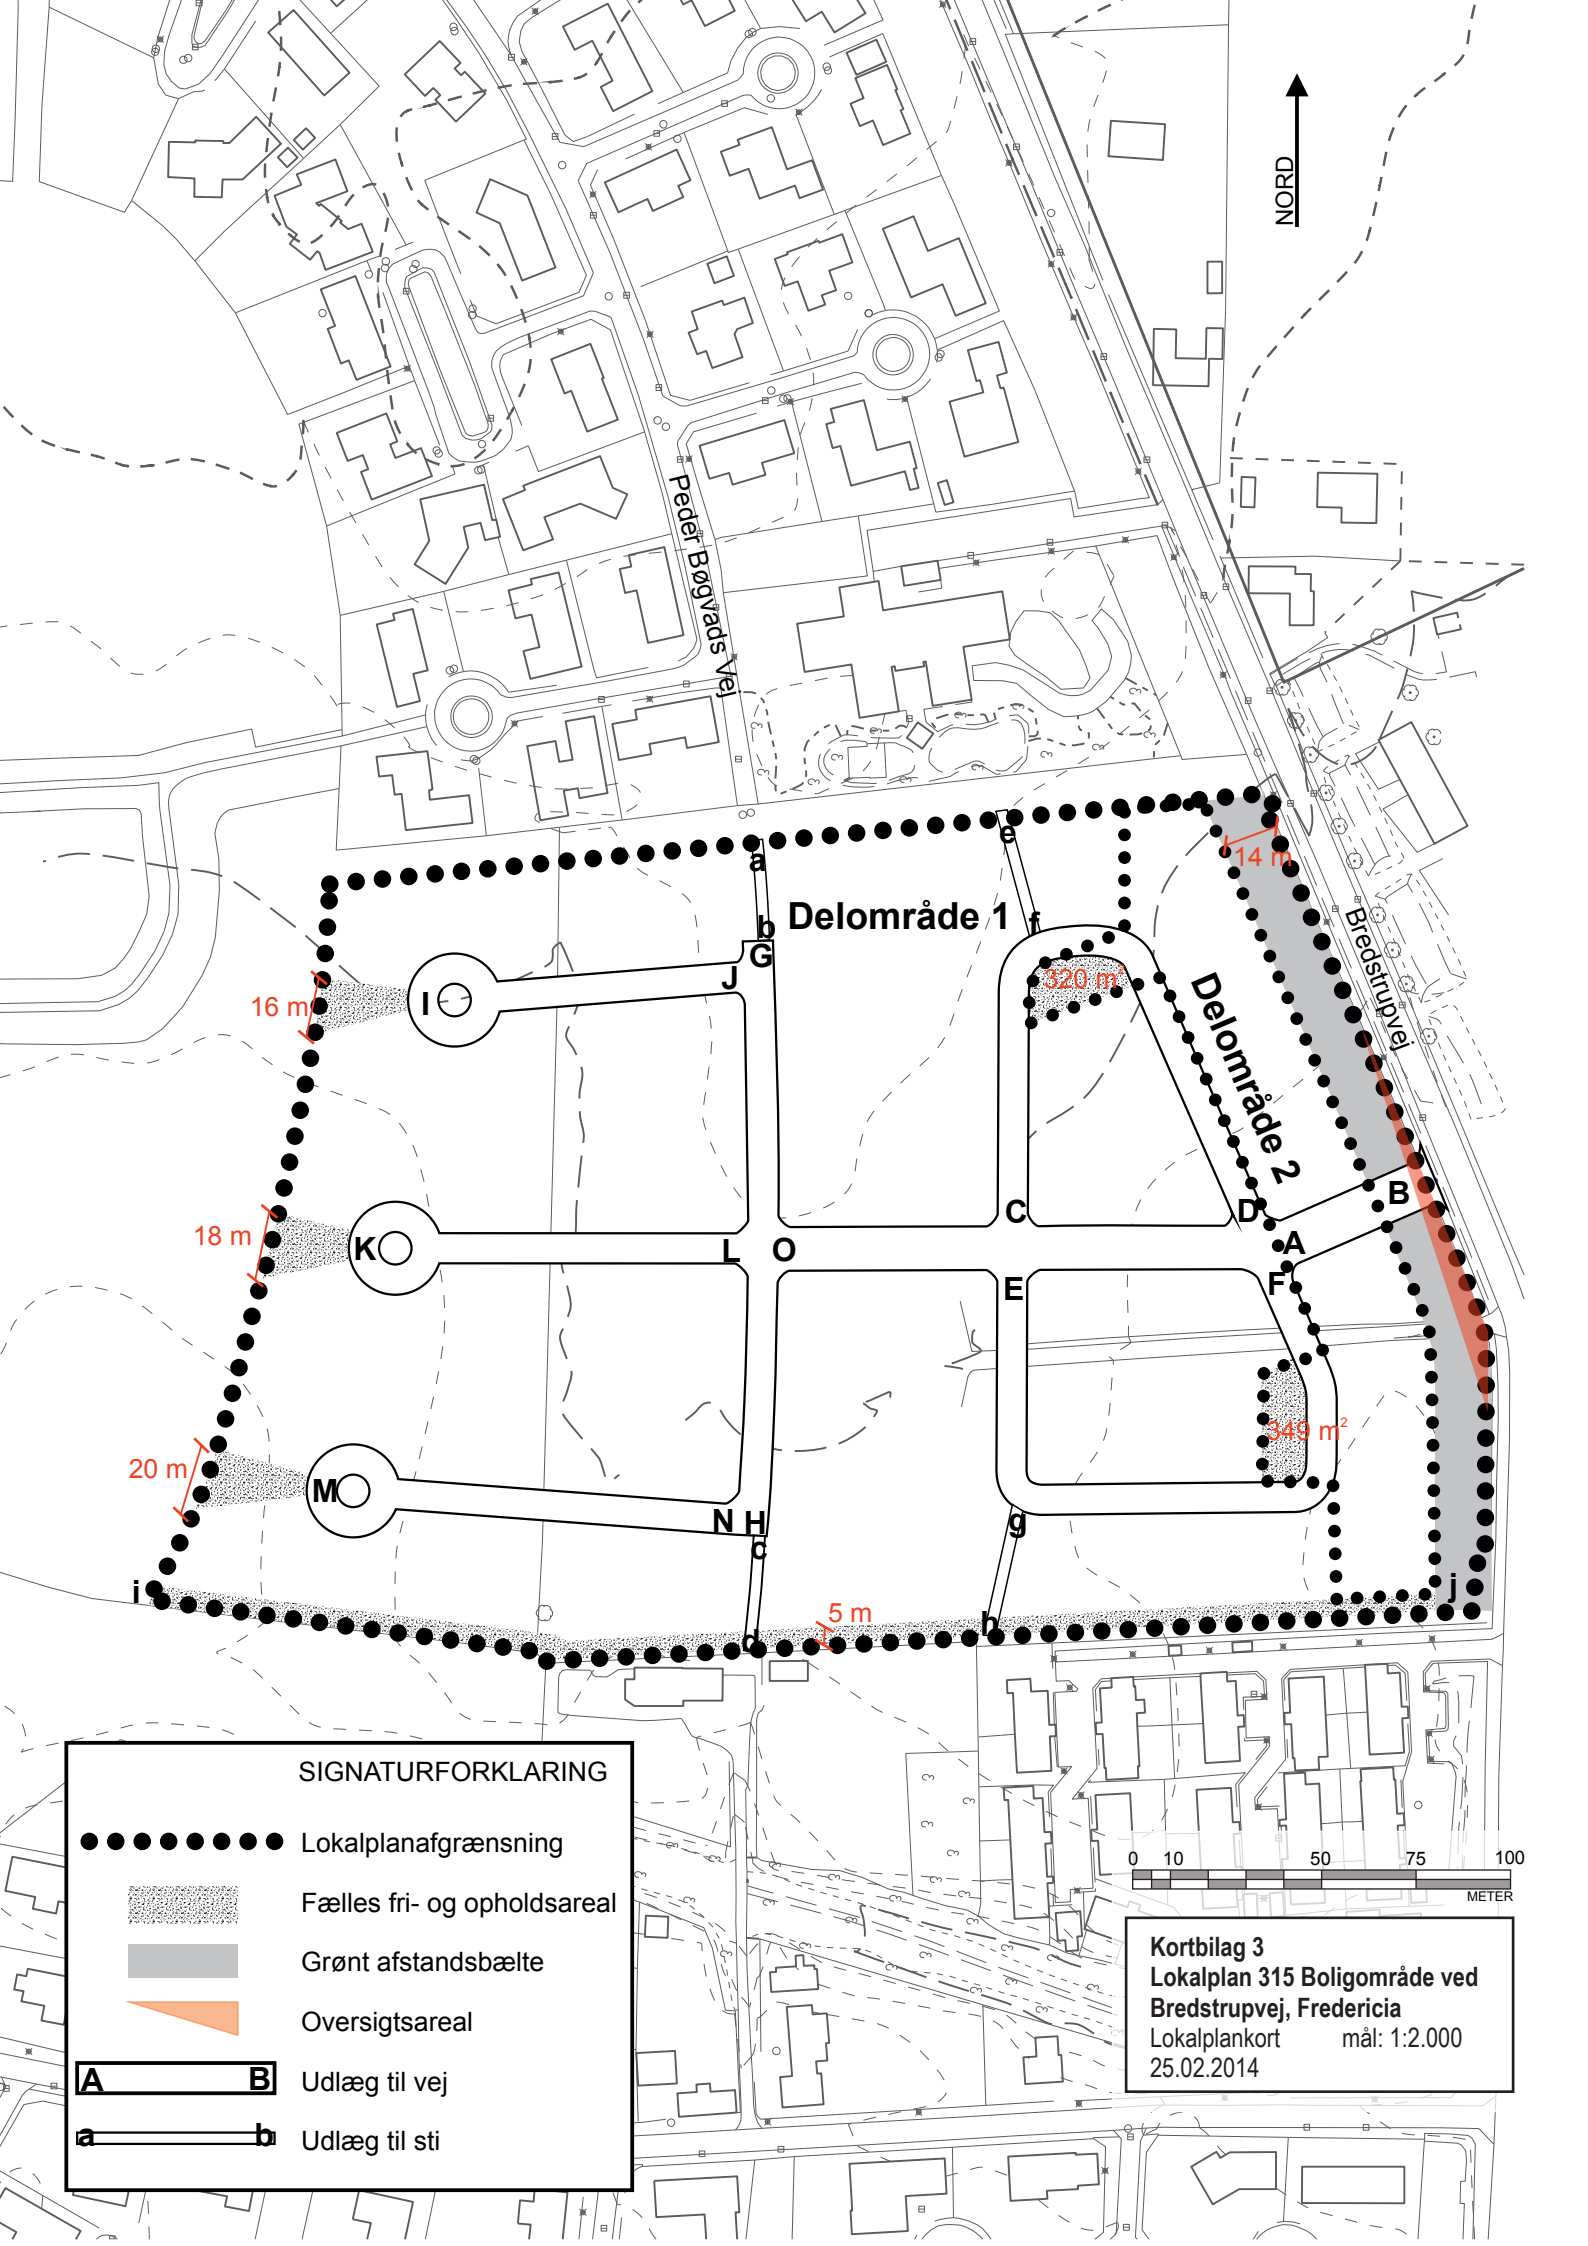 NORD
Peder Bøgvads Vej
Bredstrupvej
Delområde 1
Delområde 2
a
b
e
f
G
J
I
C
D
A
B
K
L
O
E
F
M
N
H
c
d
g
h
i
j
14 m
16 m
18 m
20 m
5 m
320 m²
349 m²
SIGNATURFORKLARING
Lokalplanafgrænsning
Fælles fri- og opholdsareal
Grønt afstandsbælte
Oversigtsareal
A B Udlæg til vej
a b Udlæg til sti
0 10 50 75 100
METER
Kortbilag 3
Lokalplan 315 Boligområde ved
Bredstrupvej, Fredericia
Lokalplankort mål: 1:2.000
25.02.2014